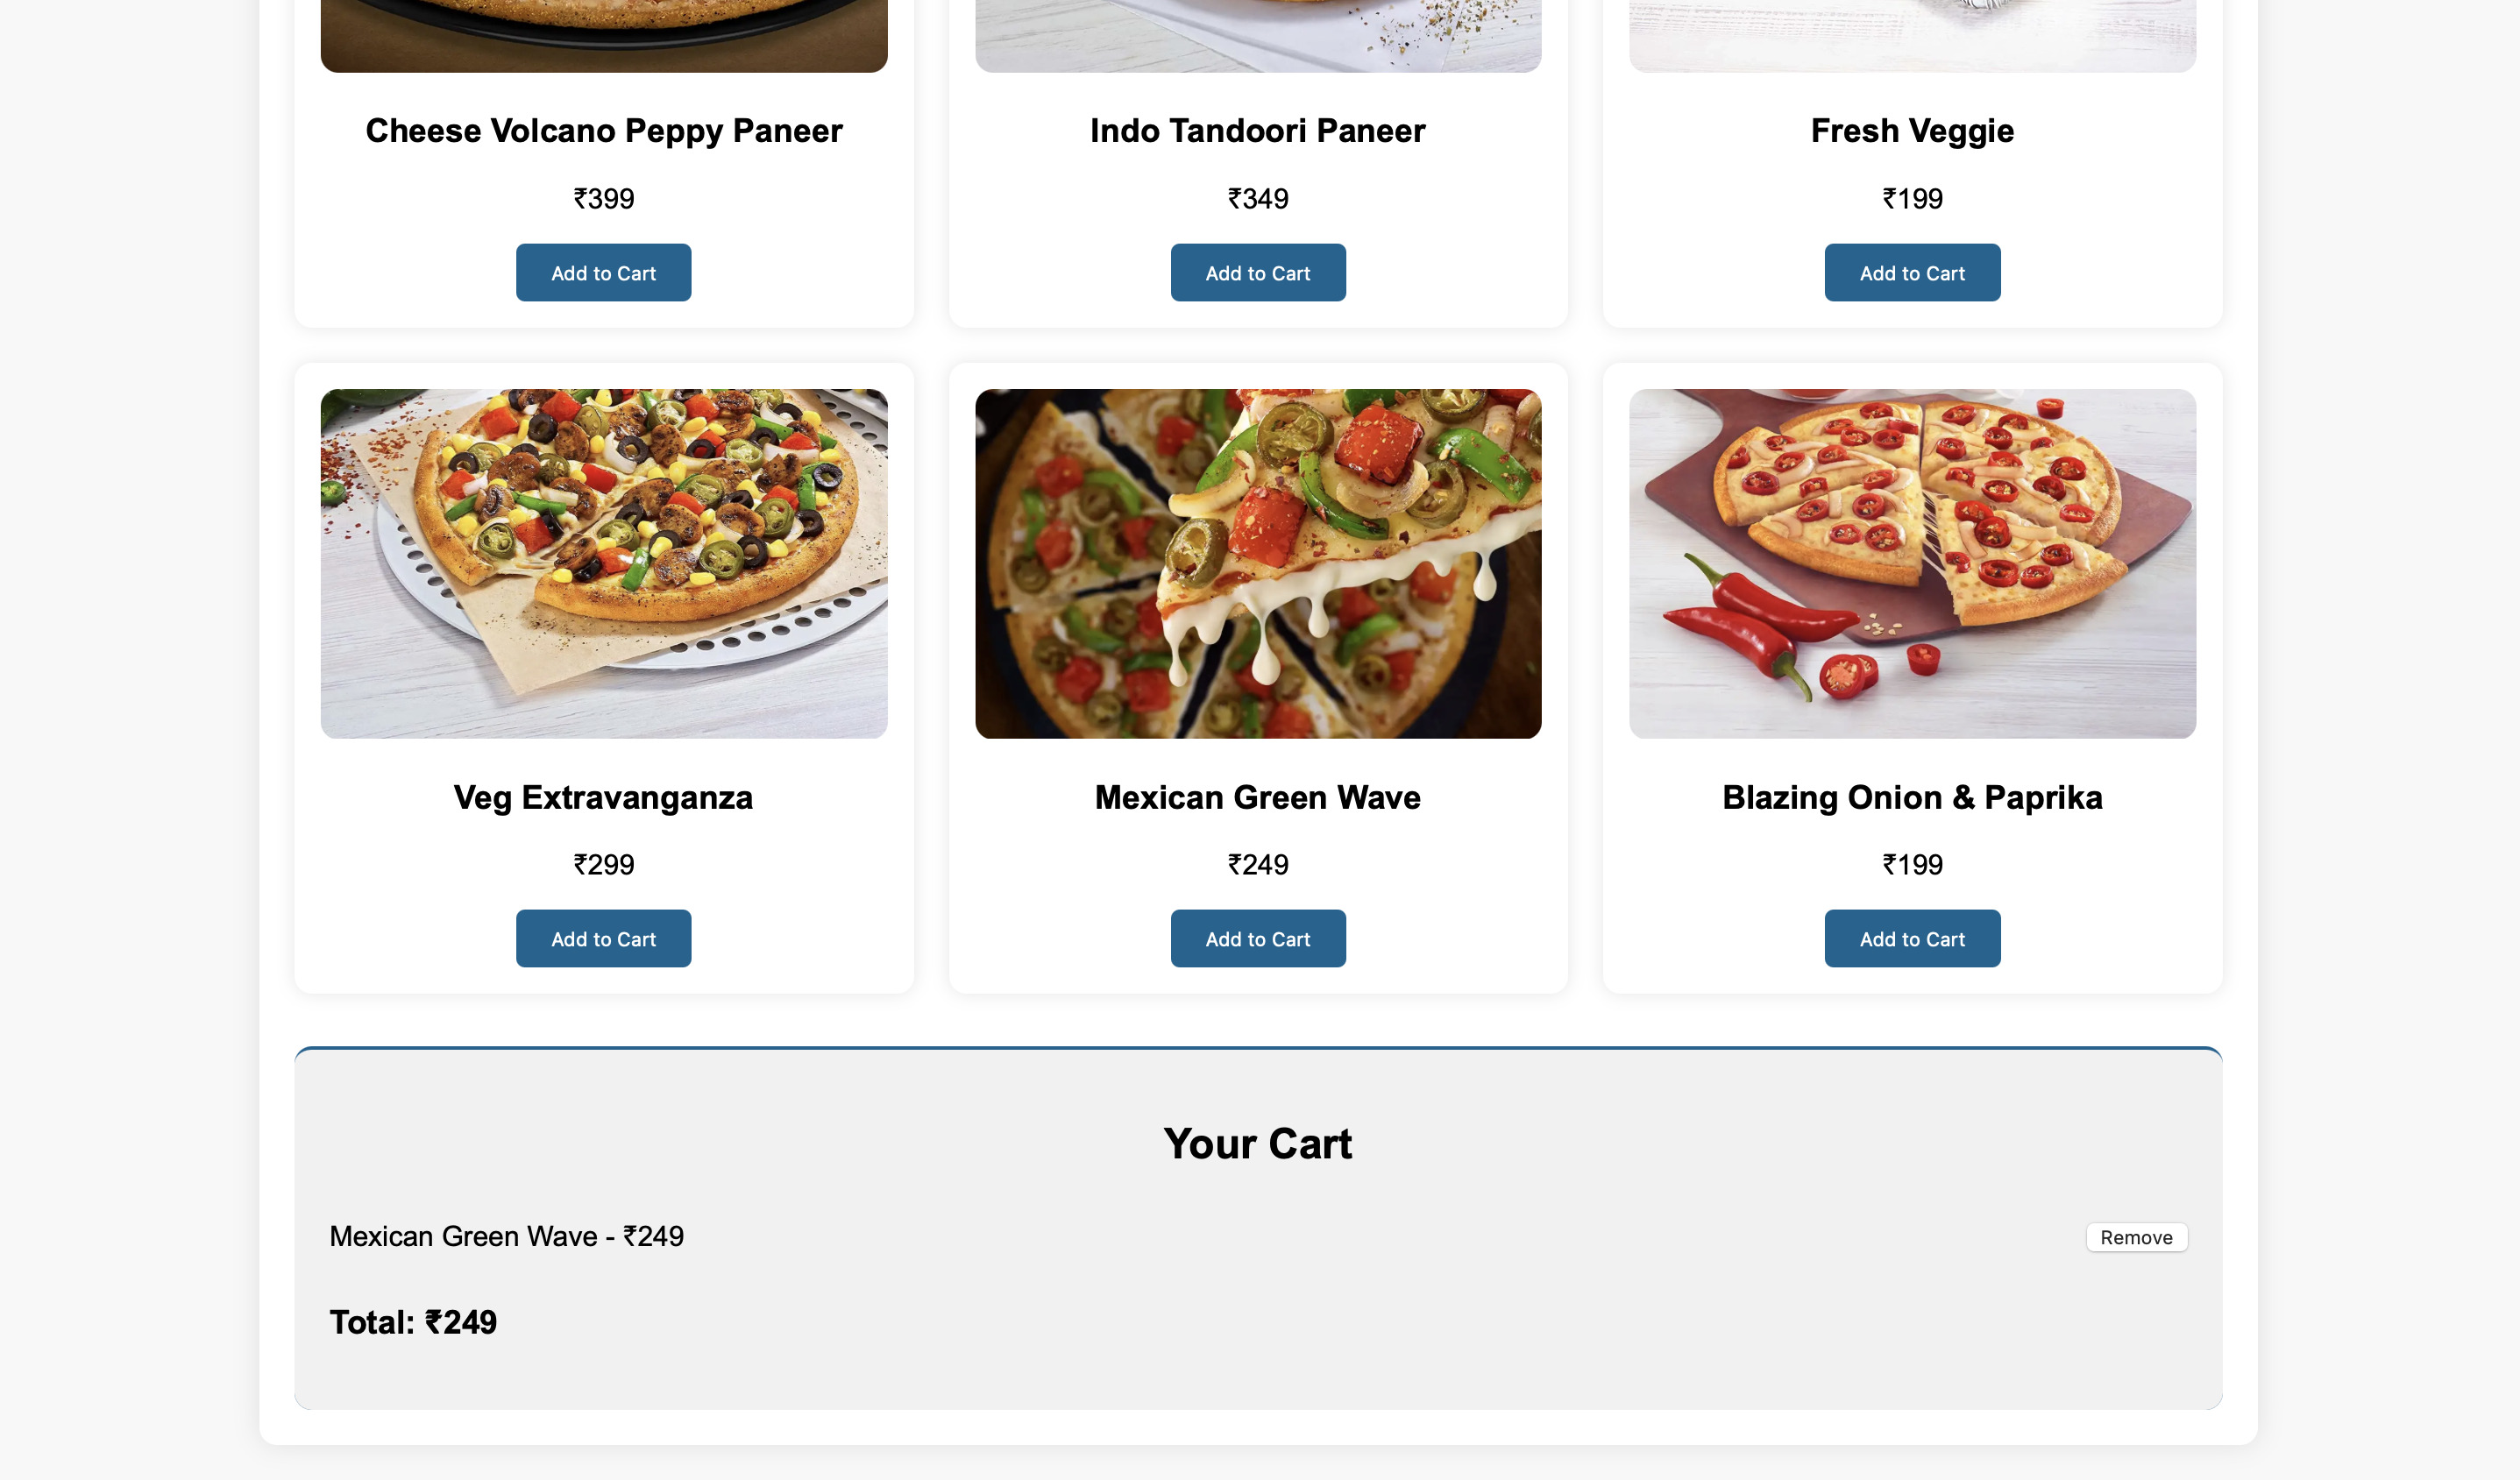 Cheese Volcano Peppy Paneer
₹399
Add to Cart
Indo Tandoori Paneer
₹349
Add to Cart
Fresh Veggie
₹199
Add to Cart
Veg Extravanganza
₹299
Add to Cart
Mexican Green Wave
₹249
Add to Cart
Blazing Onion & Paprika
₹199
Add to Cart
Your Cart
Mexican Green Wave - ₹249
Remove
Total: ₹249